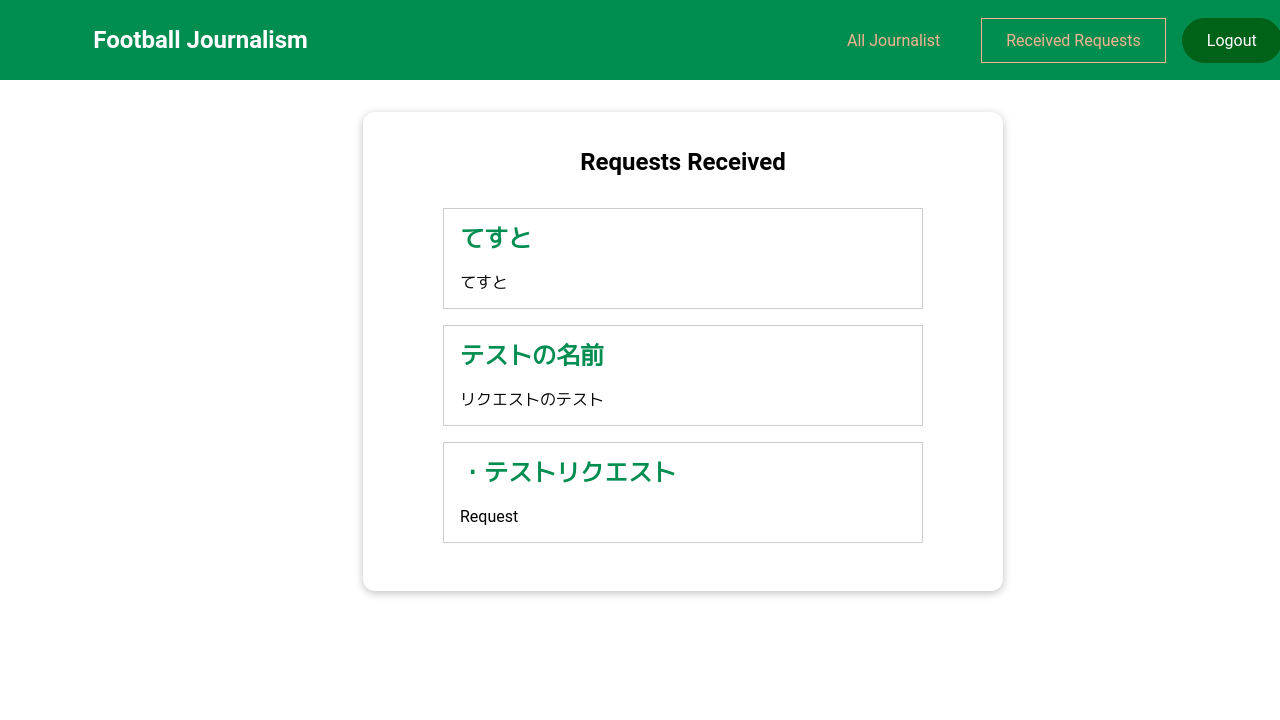 Football Journalism
All Journalist
Received Requests
Logout
Requests Received
てすと
てすと
テストの名前
リクエストのテスト
・テストリクエスト
Request